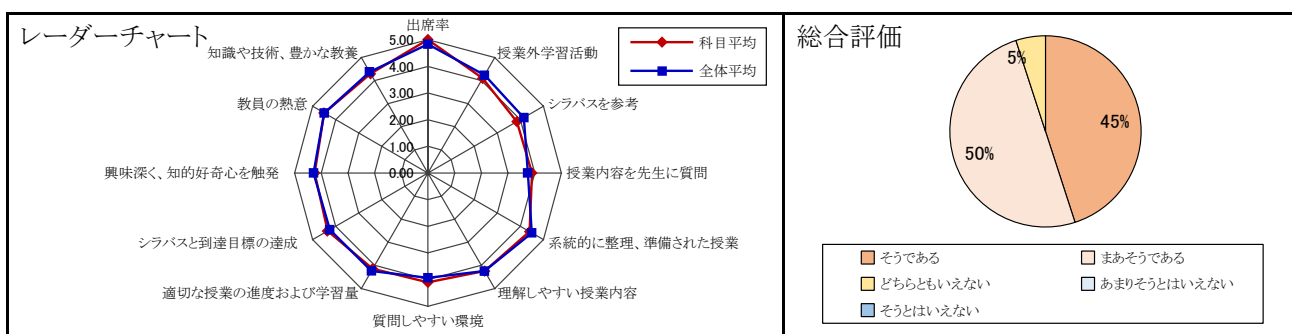 レーダーチャート
出席率
知識や技術、豊かな教養
授業外学習活動
教員の熱意
シラバスを参考
興味深く、知的好奇心を触発
授業内容を先生に質問
シラバスと到達目標の達成
系統的に整理、準備された授業
適切な授業の進度および学習量
理解しやすい授業内容
質問しやすい環境
5.00
4.00
3.00
2.00
1.00
0.00
科目平均
全体平均
総合評価
5%
45%
50%
そうである
まあそうである
どちらともいえない
あまりそうとはいえない
そうとはいえない